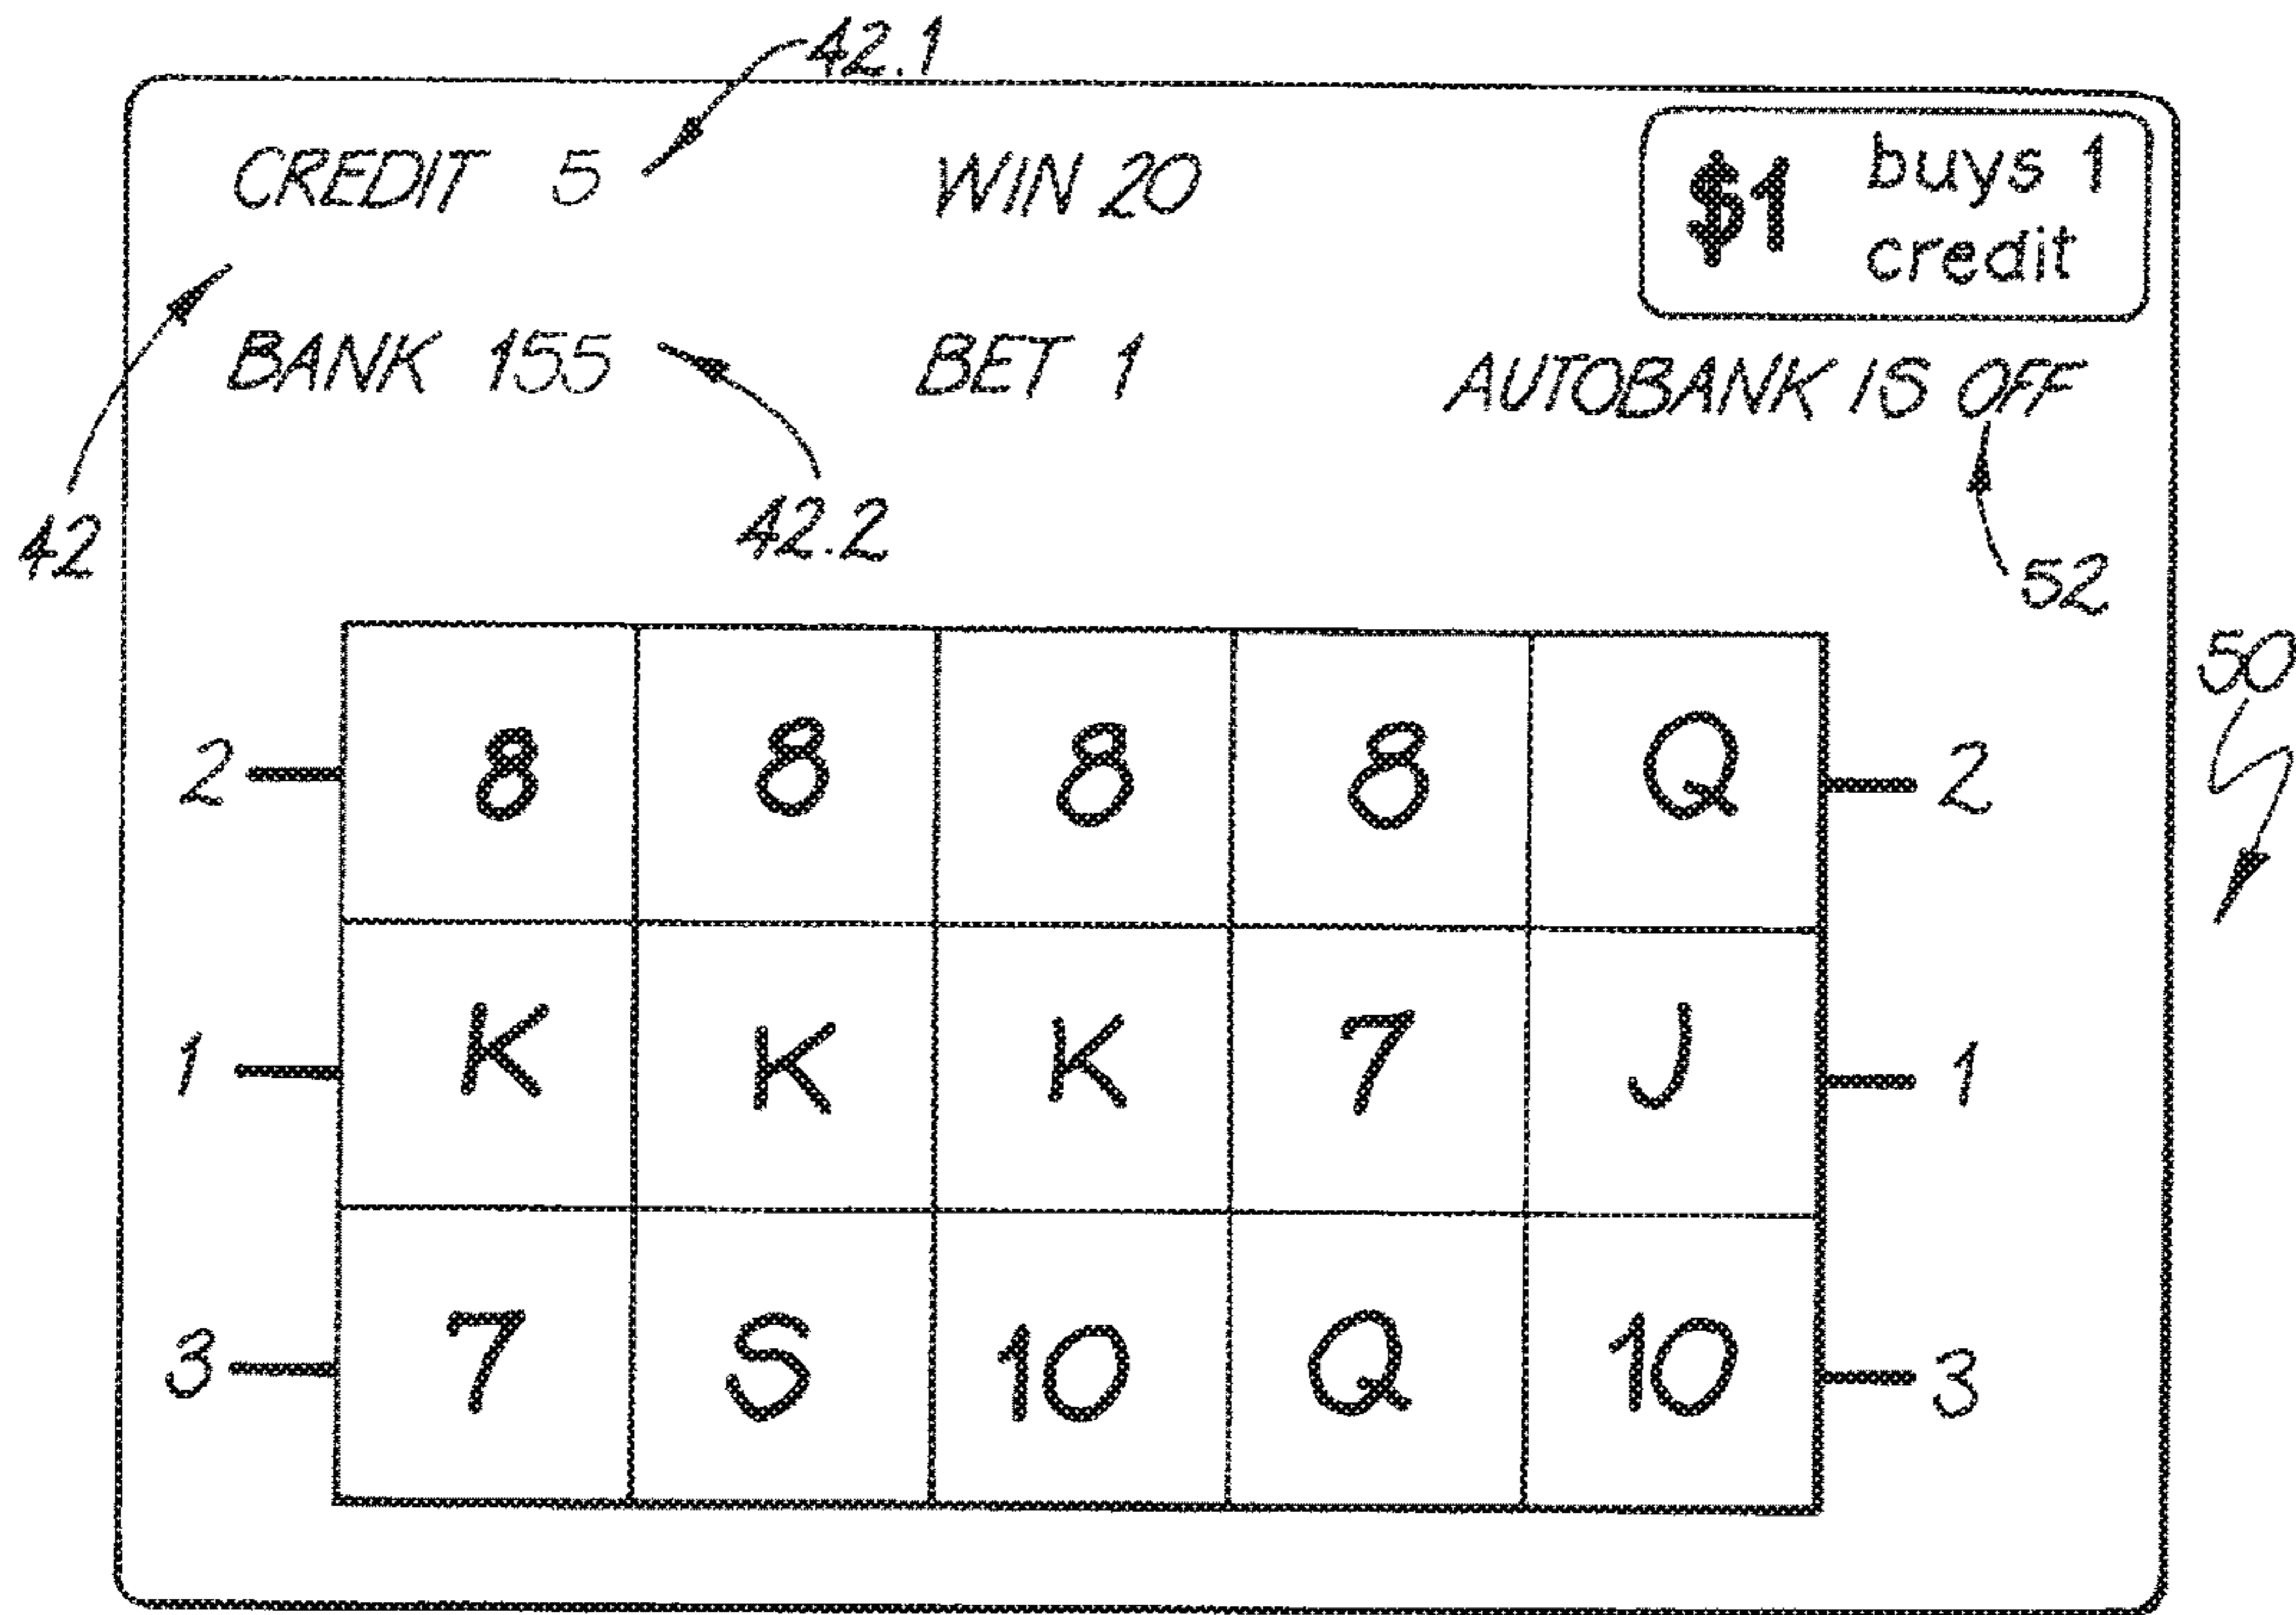 42.1
CREDIT 5 WIN 20 $1 buys 1
credit
BANK 155 BET 1 AUTOBANK IS OFF
42 42.2 52
50
2 8 8 8 8 Q 2
1 K K K 7 J 1
3 7 S 10 Q 10 3